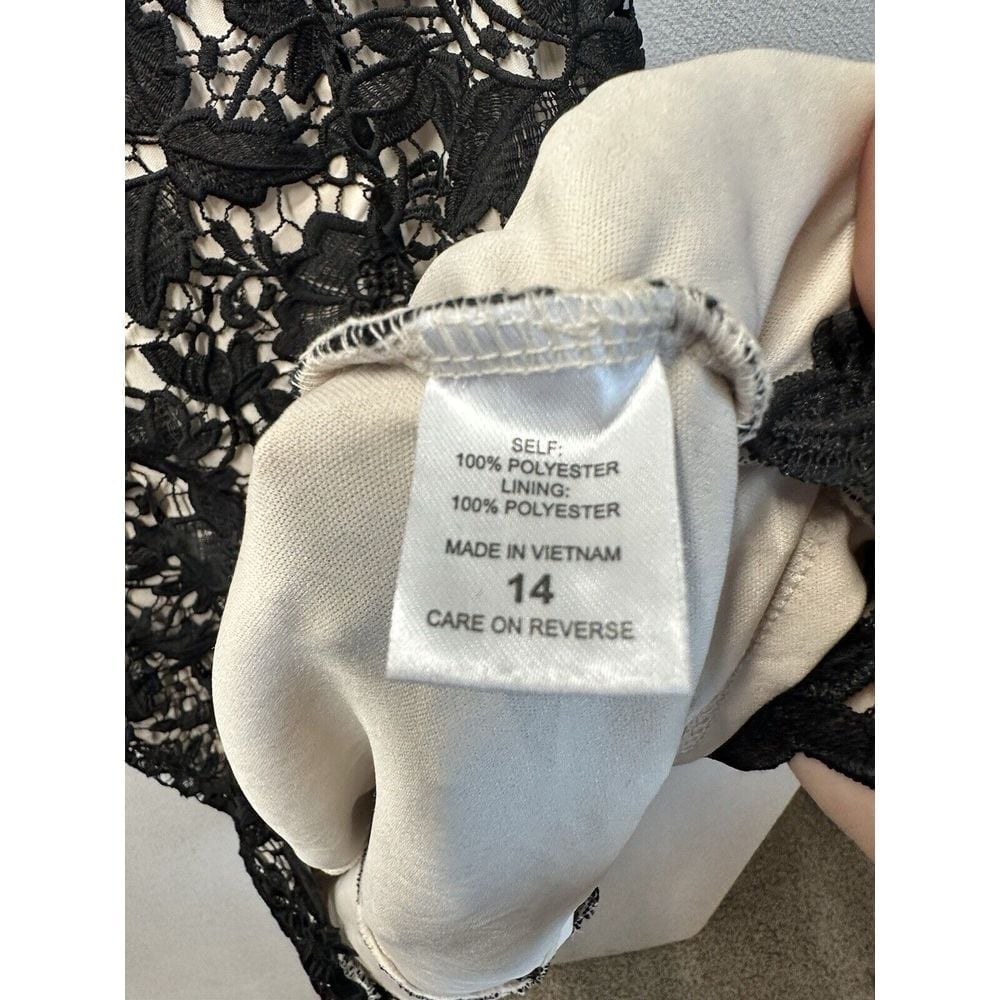 SELF:
100% POLYESTER
LINING:
100% POLYESTER
MADE IN VIETNAM
14
CARE ON REVERSE